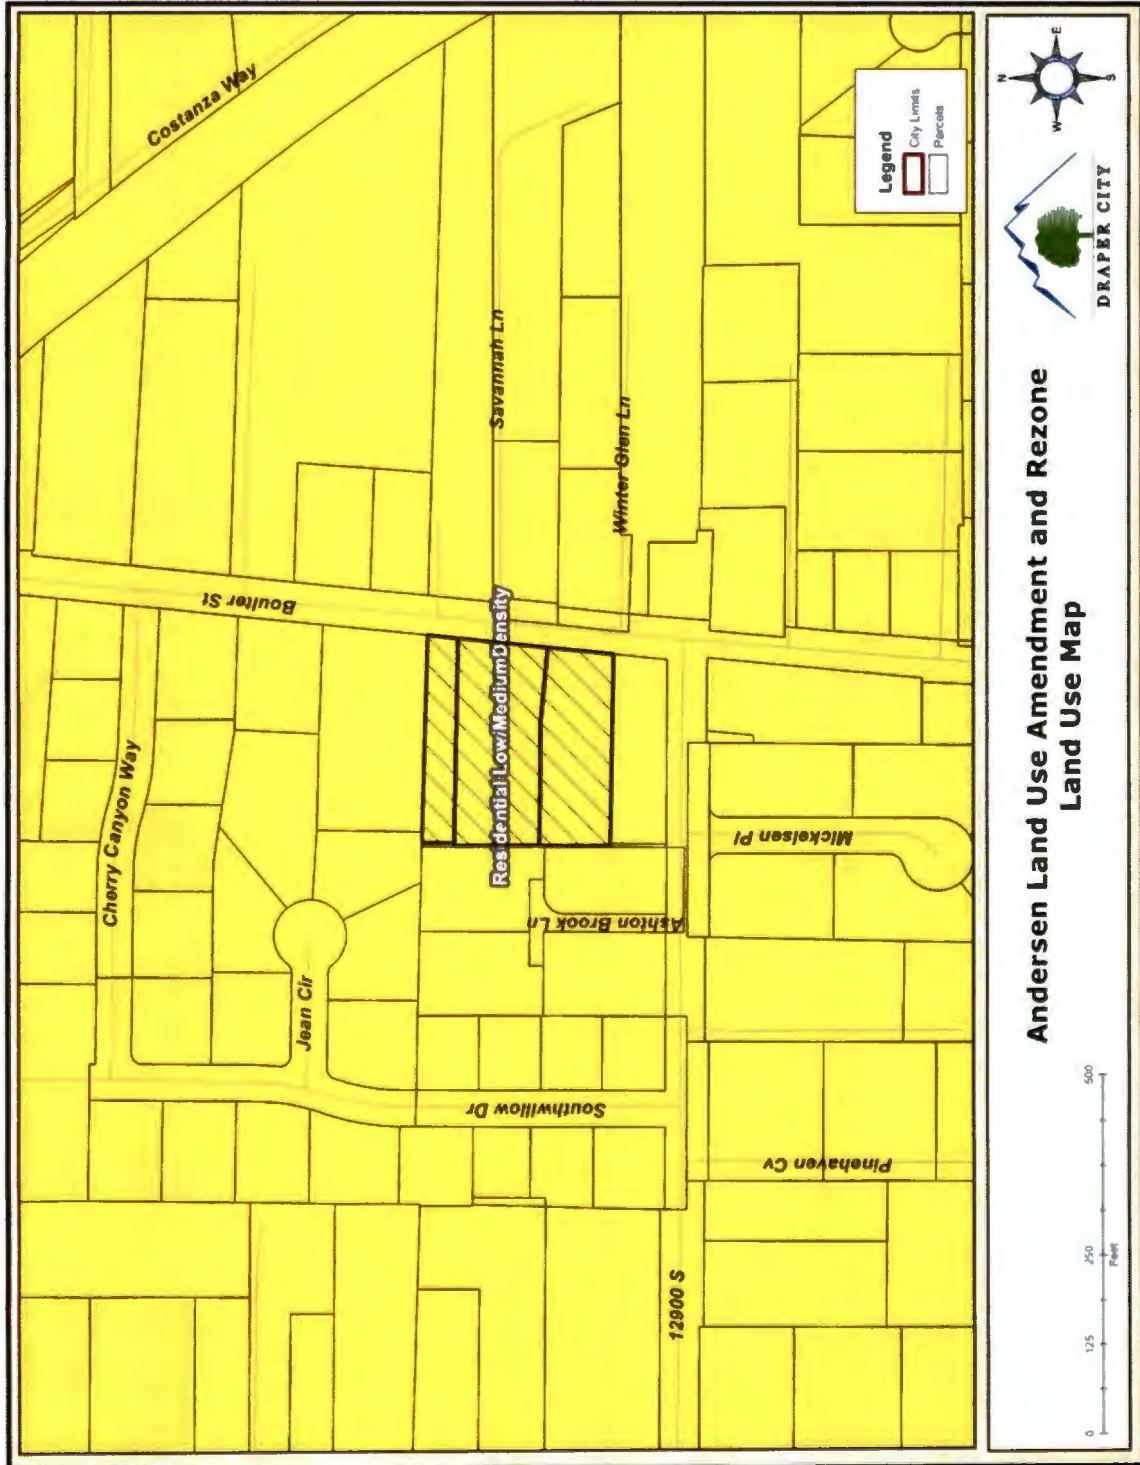 Costanza Way
Boulter St
Cherry Canyon Way
Jean Cir
Southwillow Dr
Savannah Ln
Winter Glen Ln
Residential Low/Medium Density
Ashton Brook Ln
Mickelsen Pl
Pinehaven Cv
12900 S
Legend
City Limits
Parcels
N
E
S
W
DRAPER CITY
Andersen Land Use Amendment and Rezone
Land Use Map
0 125 250 500
Feet